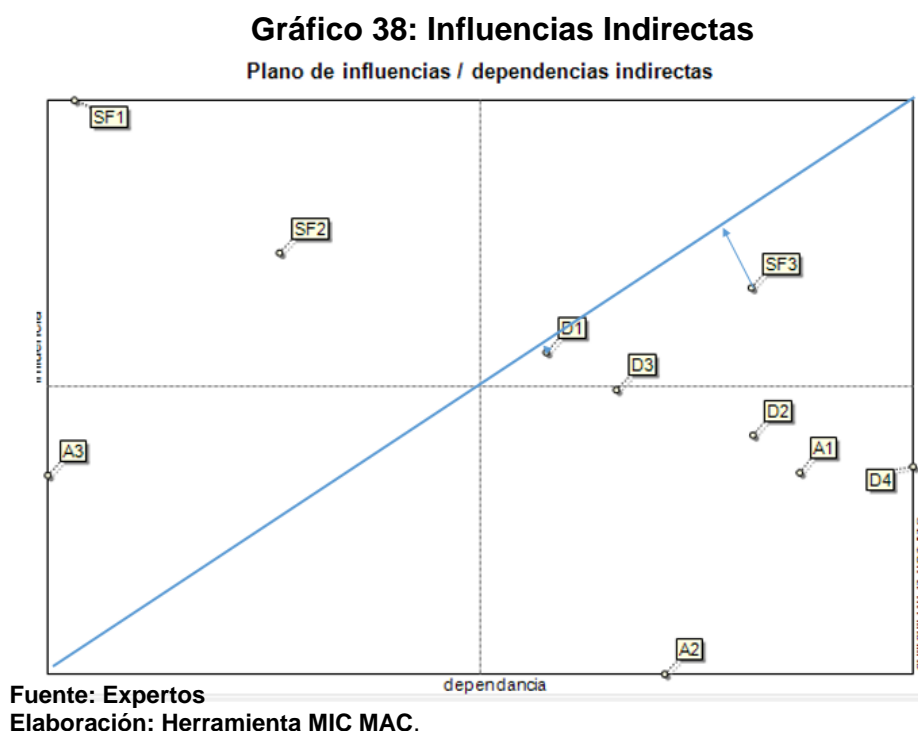 Gráfico 38: Influencias Indirectas
Plano de influencias / dependencias indirectas
SF1
SF2
SF3
D1
D3
D2
A3
A1
D4
A2
dependancia
Fuente: Expertos
Elaboración: Herramienta MIC MAC.